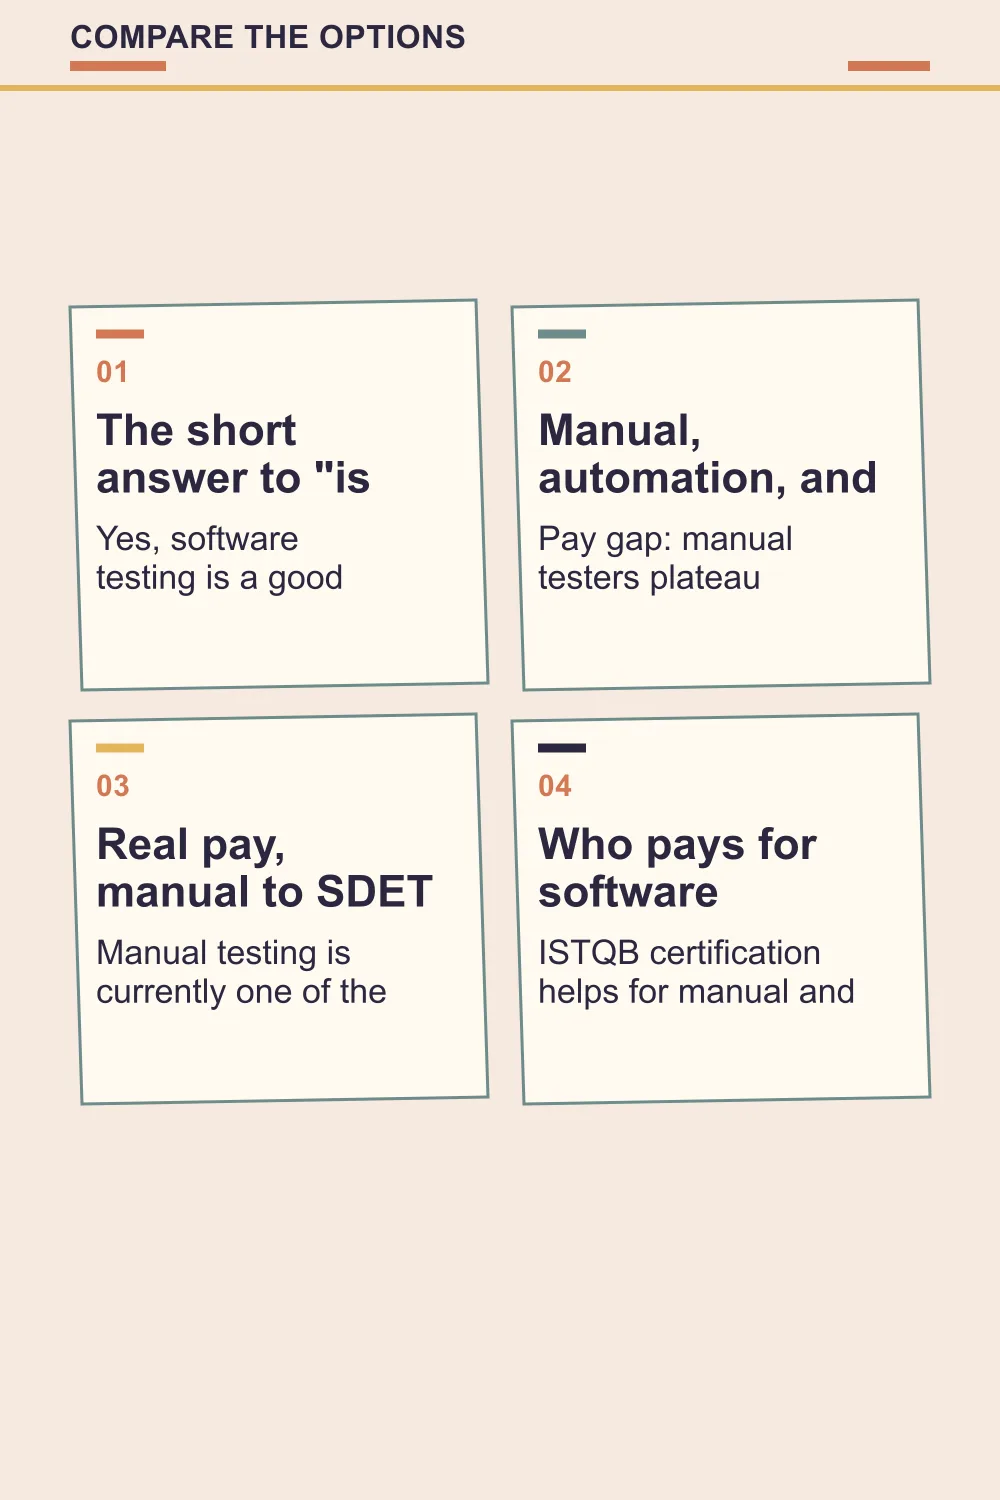 COMPARE THE OPTIONS
01
The short
answer to "is
Yes, software
testing is a good
02
Manual,
automation, and
Pay gap: manual
testers plateau
03
Real pay,
manual to SDET
Manual testing is
currently one of the
04
Who pays for
software
ISTQB certification
helps for manual and